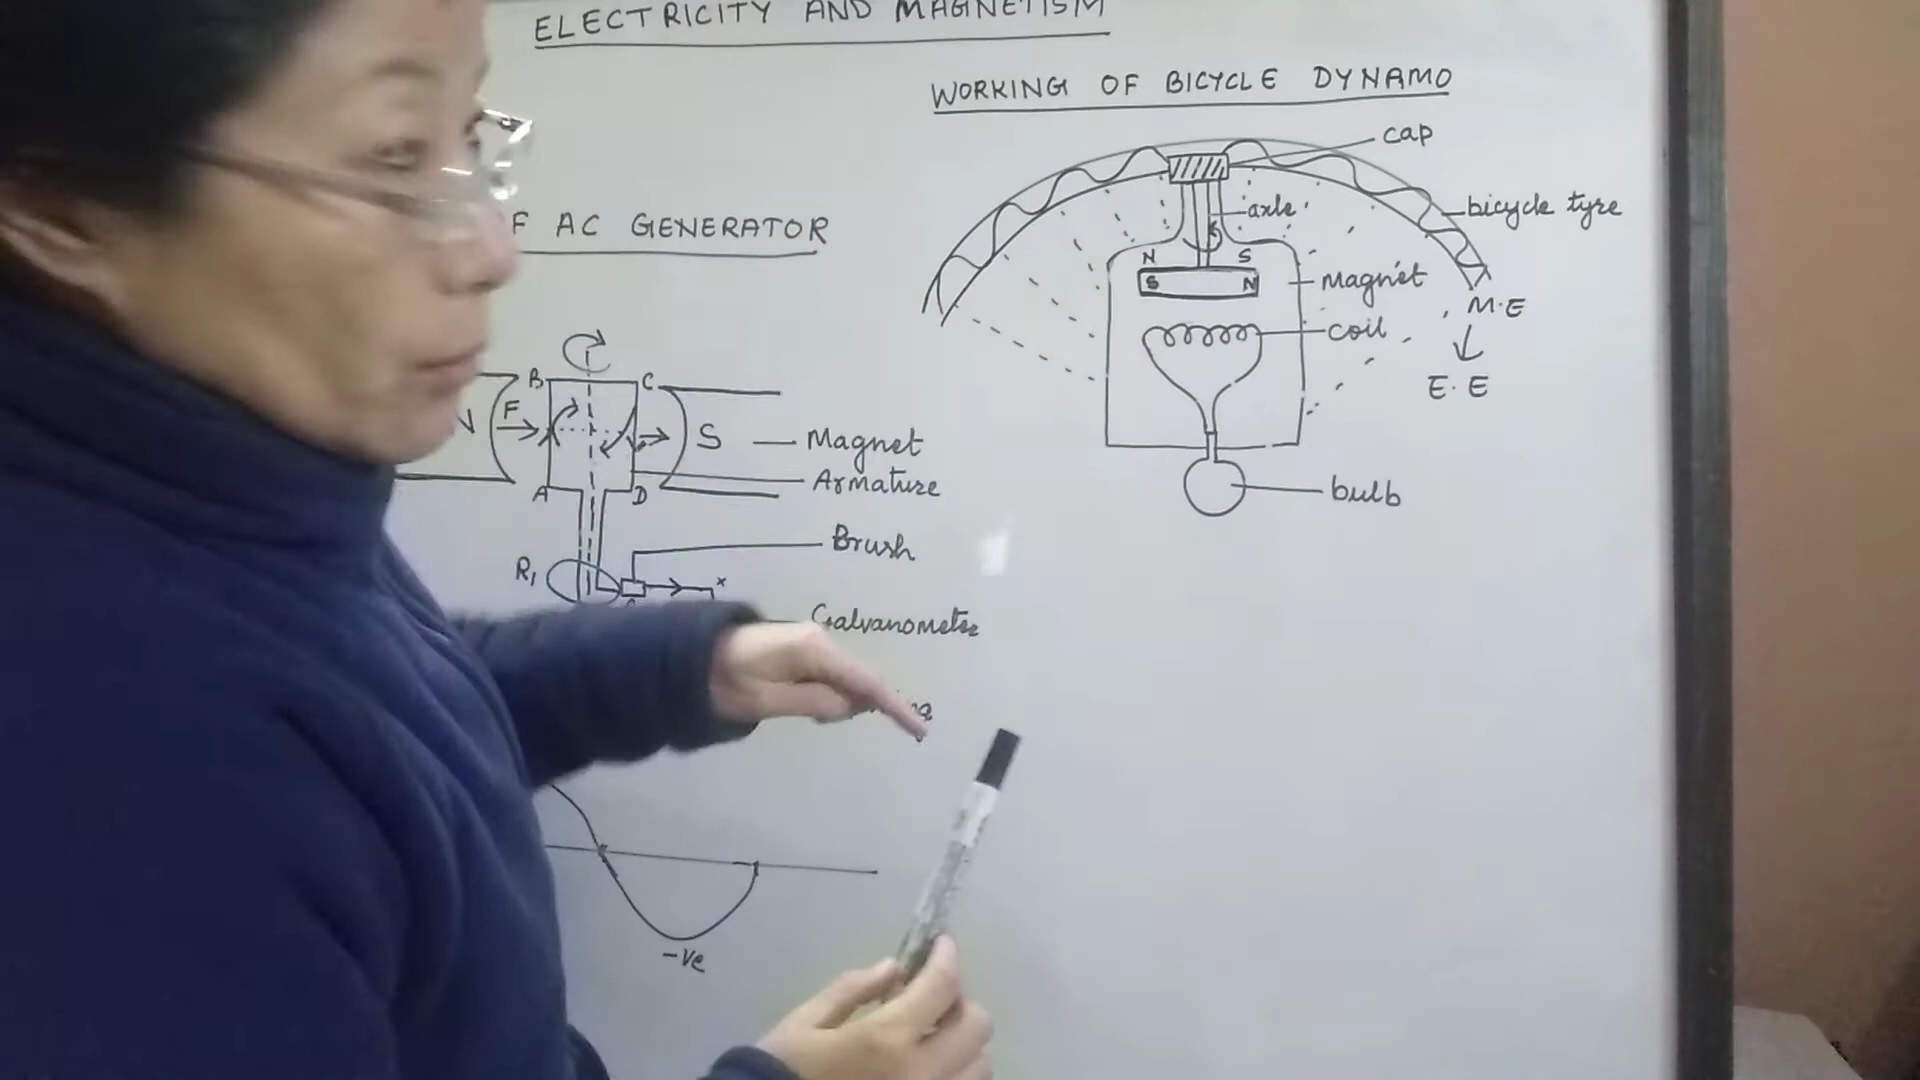 ELECTRICITY AND MAGNETISM
WORKING OF BICYCLE DYNAMO
cap
bicycle tyre
axle
N S
S N
Magnet
M.E
coil
E.E
bulb
F AC GENERATOR
B C
F
S
Magnet
Armature
A D
Brush
R1
x
Galvanometer
-ve